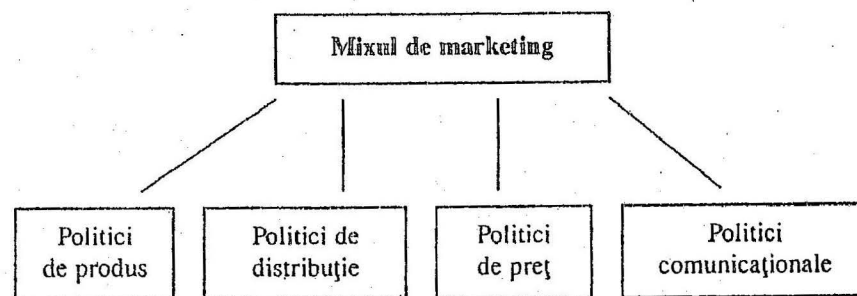 Mixul de marketing
Politici
de produs
Politici de
distribuţie
Politici
de preţ
Politici
comunicaţionale